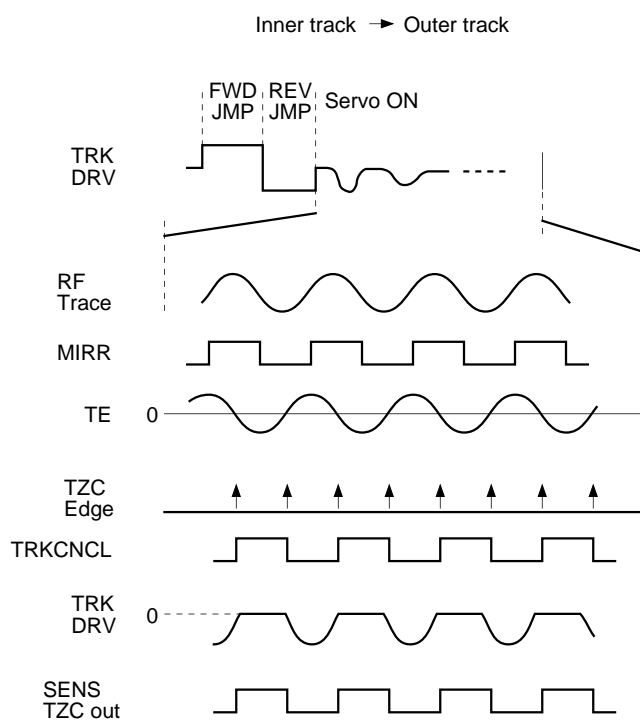 Inner track → Outer track
FWD JMP
REV JMP
Servo ON
TRK
DRV
RF
Trace
MIRR
TE
0
TZC
Edge
TRKCNCL
TRK
DRV
0
SENS
TZC out